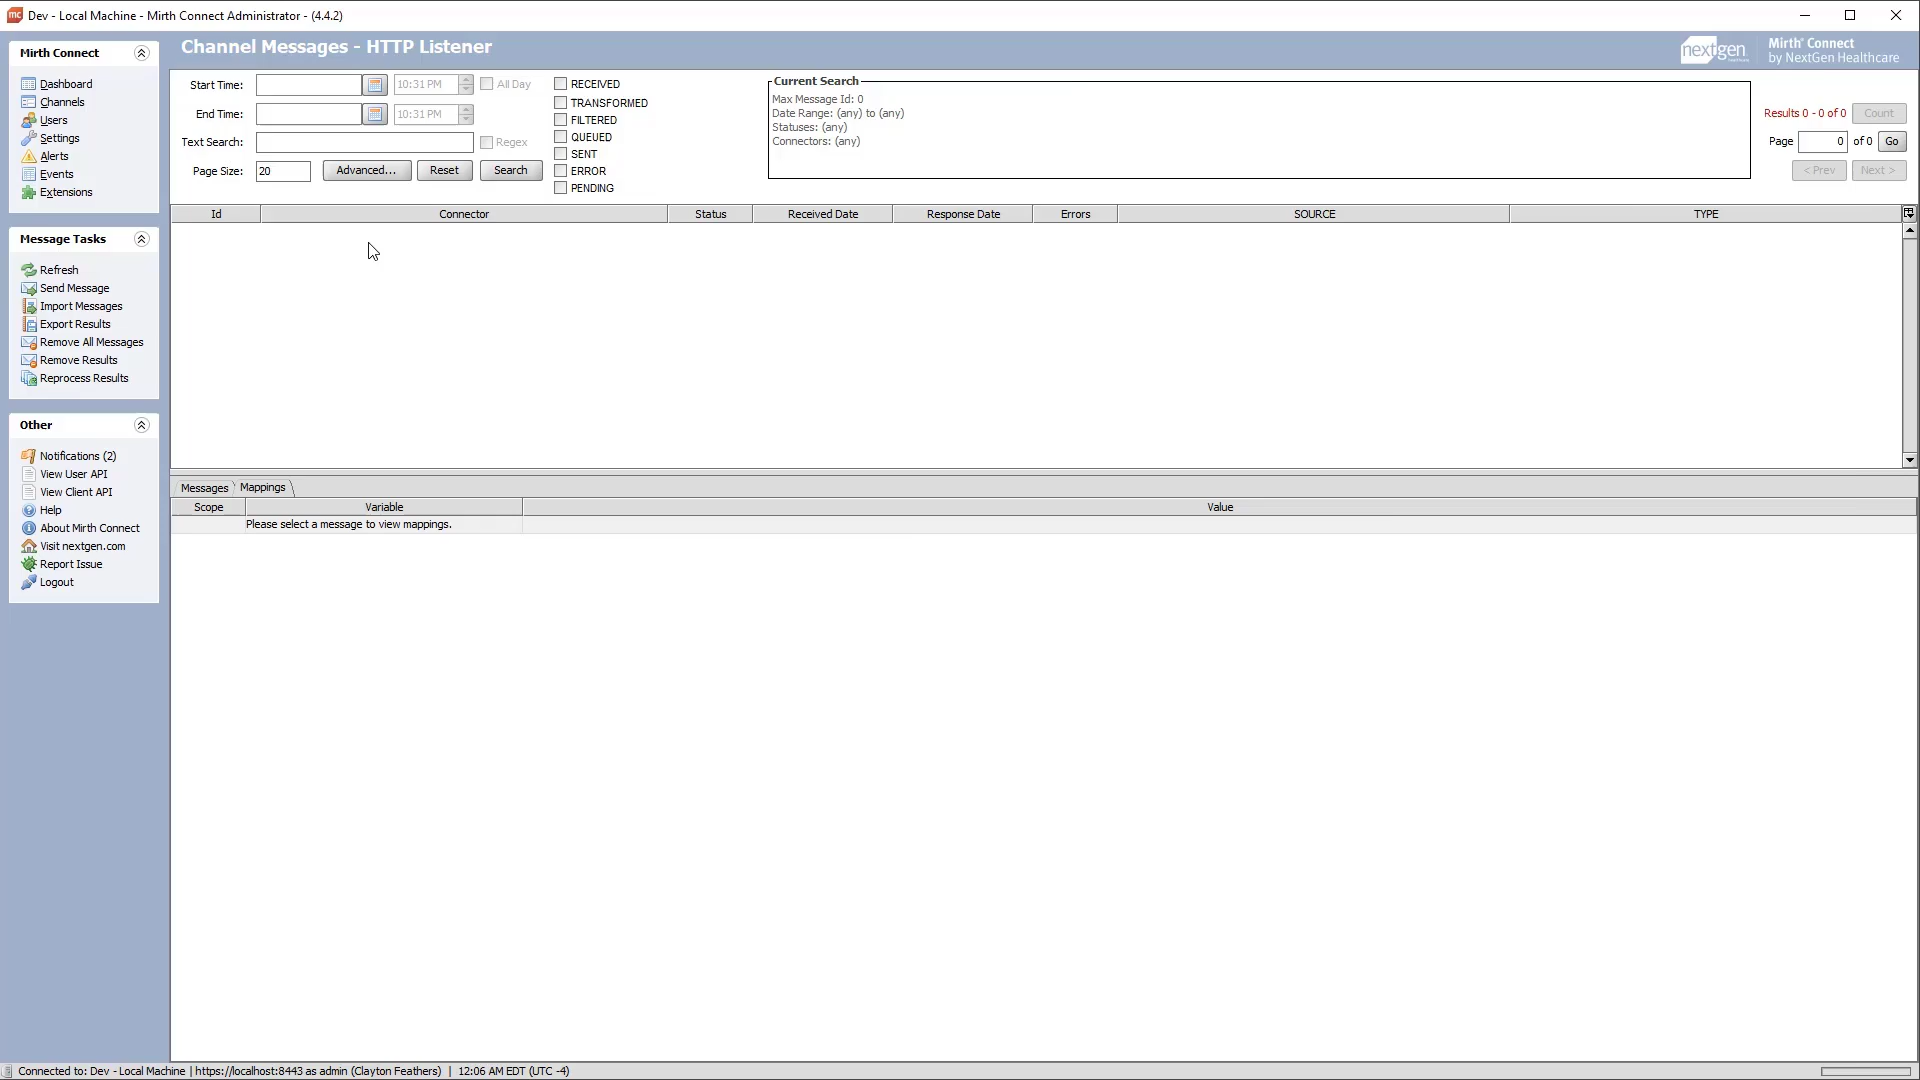 Dev - Local Machine - Mirth Connect Administrator - (4.4.2)
Mirth Connect
Dashboard
Channels
Users
Settings
Alerts
Events
Extensions
Message Tasks
Refresh
Send Message
Import Messages
Export Results
Remove All Messages
Remove Results
Reprocess Results
Other
Notifications (2)
View User API
View Client API
Help
About Mirth Connect
Visit nextgen.com
Report Issue
Logout
Channel Messages - HTTP Listener
nextgen
Mirth® Connect
by NextGen Healthcare
Start Time: 10:31 PM All Day
End Time: 10:31 PM
Text Search: Regex
Page Size: 20 Advanced... Reset Search
RECEIVED
TRANSFORMED
FILTERED
QUEUED
SENT
ERROR
PENDING
Current Search
Max Message Id: 0
Date Range: (any) to (any)
Statuses: (any)
Connectors: (any)
Results 0 - 0 of 0 Count
Page 0 of 0 Go
< Prev Next >
Id Connector Status Received Date Response Date Errors SOURCE TYPE
Messages Mappings
Scope Variable Value
Please select a message to view mappings.
Connected to: Dev - Local Machine | https://localhost:8443 as admin (Clayton Feathers) | 12:06 AM EDT (UTC -4)